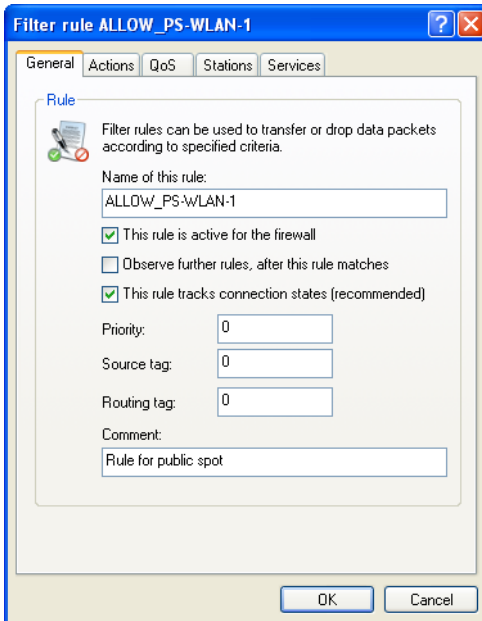 Filter rule ALLOW_PS-WLAN-1
General Actions QoS Stations Services
Rule
Filter rules can be used to transfer or drop data packets
according to specified criteria.
Name of this rule:
ALLOW_PS-WLAN-1
This rule is active for the firewall
Observe further rules, after this rule matches
This rule tracks connection states (recommended)
Priority: 0
Source tag: 0
Routing tag: 0
Comment:
Rule for public spot
OK Cancel